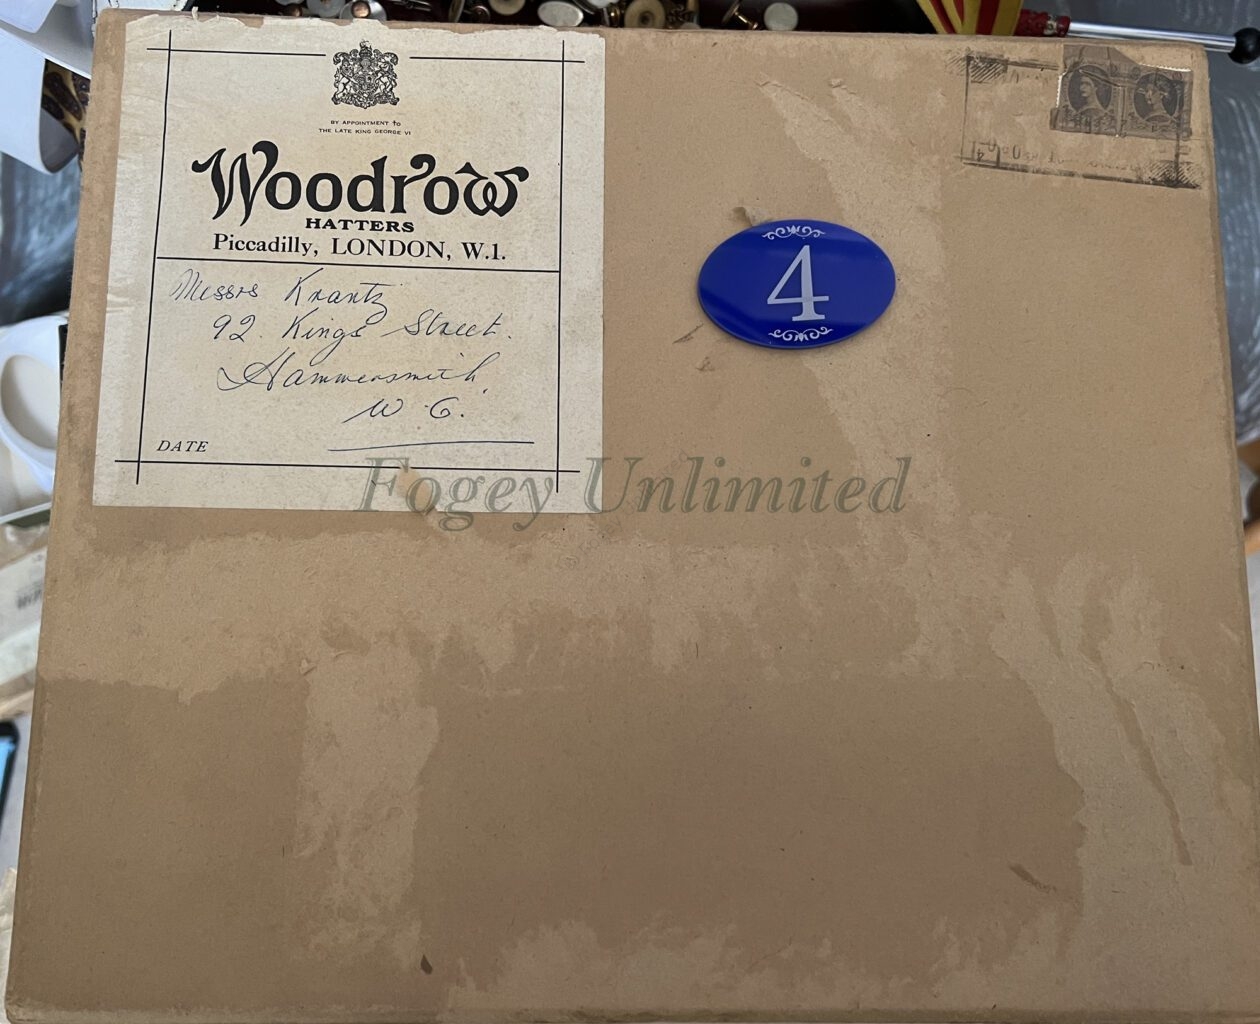 BY APPOINTMENT to
THE LATE KING GEORGE VI
Woodrow
HATTERS
Piccadilly, LONDON, W.1.
Messrs Krantz
92. Kings Street.
Hammersmith.
W. 6.
DATE
4
Fogey Unlimited